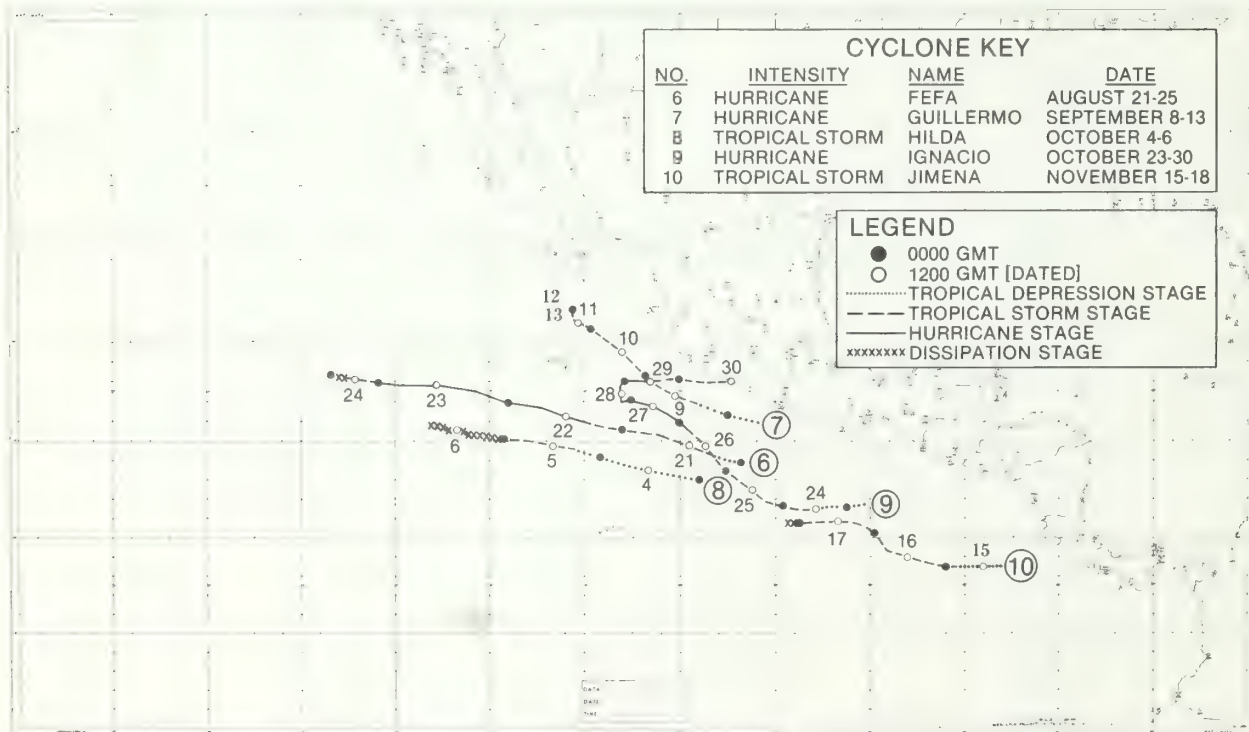 CYCLONE KEY
NO. INTENSITY NAME DATE
6 HURRICANE FEFA AUGUST 21-25
7 HURRICANE GUILLERMO SEPTEMBER 8-13
8 TROPICAL STORM HILDA OCTOBER 4-6
9 HURRICANE IGNACIO OCTOBER 23-30
10 TROPICAL STORM JIMENA NOVEMBER 15-18
LEGEND
0000 GMT
1200 GMT [DATED]
TROPICAL DEPRESSION STAGE
TROPICAL STORM STAGE
HURRICANE STAGE
xxxxxxxx DISSIPATION STAGE
12 11
13
10
29 30
24 23 28 27 9 7
22 21 26 6
6 5 4 8
25 24 9
17 16 15 10
DATA
DATE
TIME